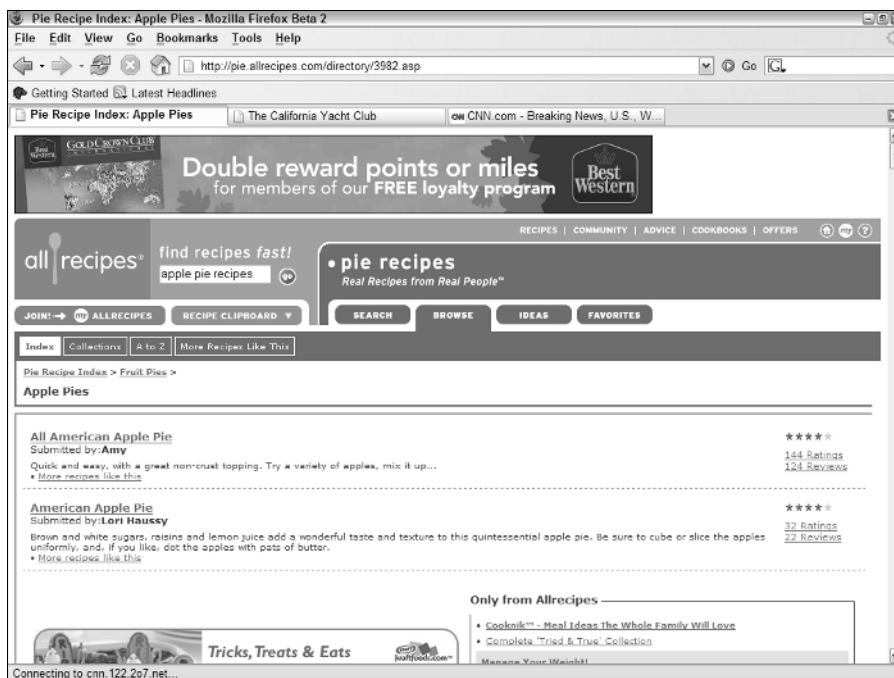 Pie Recipe Index: Apple Pies - Mozilla Firefox Beta 2
File Edit View Go Bookmarks Tools Help
http://pie.allrecipes.com/directory/3982.asp Go G
Getting Started Latest Headlines
Pie Recipe Index: Apple Pies The California Yacht Club CNN CNN.com - Breaking News, U.S., W...
Best Western GOLD CROWN CLUB INTERNATIONAL
Double reward points or miles
for members of our FREE loyalty program
Best Western
RECIPES | COMMUNITY | ADVICE | COOKBOOKS | OFFERS my ?
all recipes®
find recipes fast!
apple pie recipes go
• pie recipes
Real Recipes from Real People™
JOIN! my ALLRECIPES RECIPE CLIPBOARD SEARCH BROWSE IDEAS FAVORITES
Index Collections A to Z More Recipes Like This
Pie Recipe Index > Fruit Pies >
Apple Pies
All American Apple Pie
Submitted by:Amy
Quick and easy, with a great non-crust topping. Try a variety of apples, mix it up...
• More recipes like this
144 Ratings
124 Reviews
American Apple Pie
Submitted by:Lori Haussy
Brown and white sugars, raisins and lemon juice add a wonderful taste and texture to this quintessential apple pie. Be sure to cube or slice the apples
uniformly, and, if you like, dot the apples with pats of butter.
• More recipes like this
32 Ratings
22 Reviews
Only from Allrecipes
• Cooknik™ - Meal Ideas The Whole Family Will Love
• Complete 'Tried & True' Collection
Manage Your Weight!
Tricks, Treats & Eats
kraftfoods.com
Connecting to cnn.122.2o7.net...